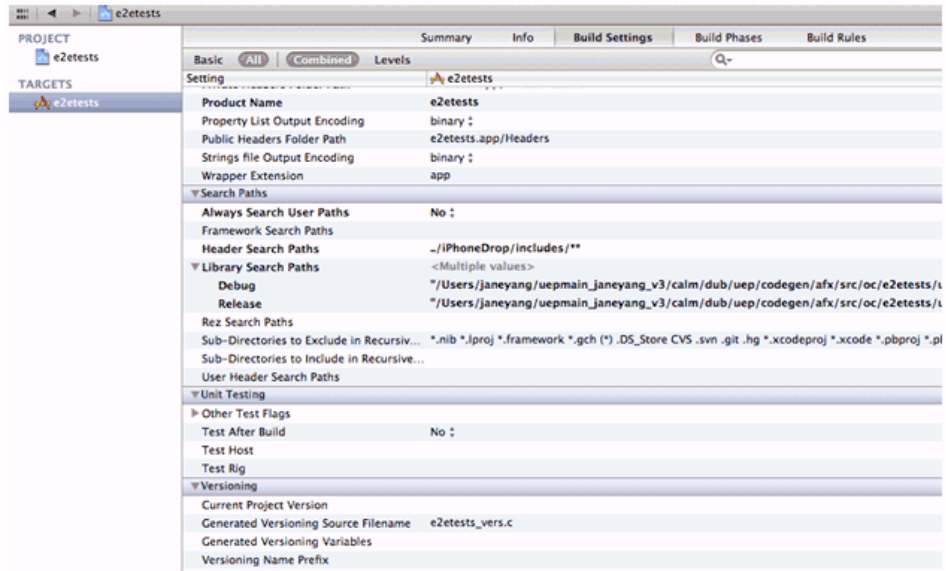 e2etests
PROJECT
e2etests
TARGETS
e2etests
Summary Info Build Settings Build Phases Build Rules
Basic All Combined Levels
Setting e2etests
Product Name e2etests
Property List Output Encoding binary
Public Headers Folder Path e2etests.app/Headers
Strings file Output Encoding binary
Wrapper Extension app
Search Paths
Always Search User Paths No
Framework Search Paths
Header Search Paths ../iPhoneDrop/includes/**
Library Search Paths <Multiple values>
Debug "/Users/janeyang/uepmain_janeyang_v3/calm/dub/uep/codegen/afx/src/oc/e2etests/u
Release "/Users/janeyang/uepmain_janeyang_v3/calm/dub/uep/codegen/afx/src/oc/e2etests/u
Rez Search Paths
Sub-Directories to Exclude in Recursiv... *.nib *.lproj *.framework *.gch (*) .DS_Store CVS .svn .git .hg *.xcodeproj *.xcode *.pbproj *.pl
Sub-Directories to Include in Recursive...
User Header Search Paths
Unit Testing
Other Test Flags
Test After Build No
Test Host
Test Rig
Versioning
Current Project Version
Generated Versioning Source Filename e2etests_vers.c
Generated Versioning Variables
Versioning Name Prefix